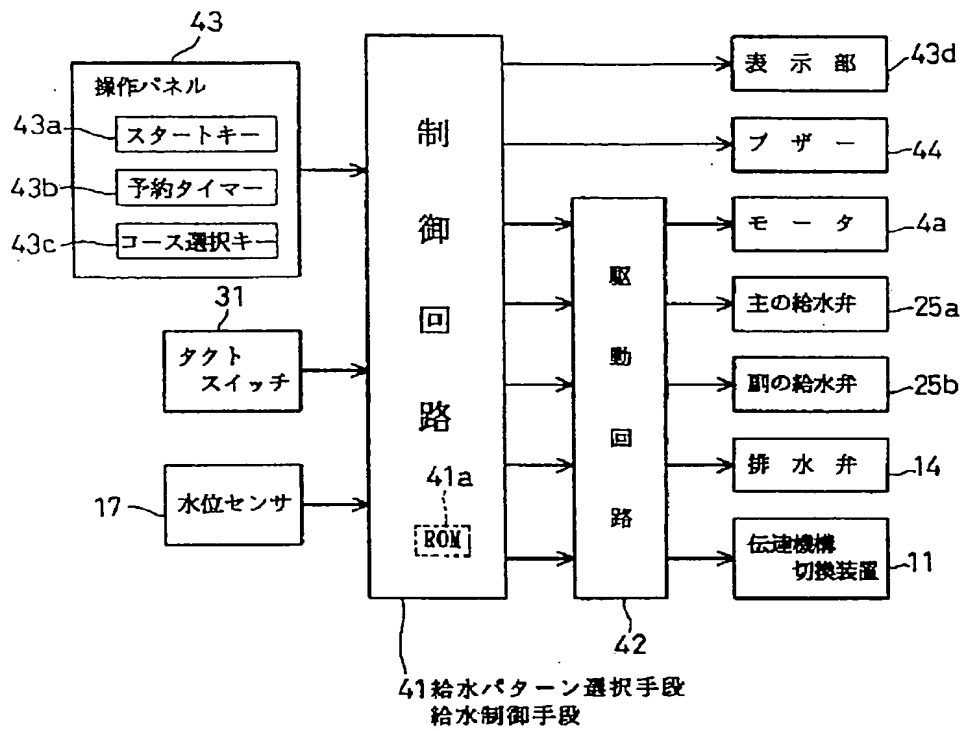 43
操作パネル
43a
スタートキー
43b
予約タイマー
43c
コース選択キー
31
タクト
スイッチ
17
水位センサ
制御回路
41a
ROM
41給水パターン選択手段
給水制御手段
駆動回路
42
表示部
43d
ブザー
44
モータ
4a
主の給水弁
25a
副の給水弁
25b
排水弁
14
伝達機構
切換装置
11